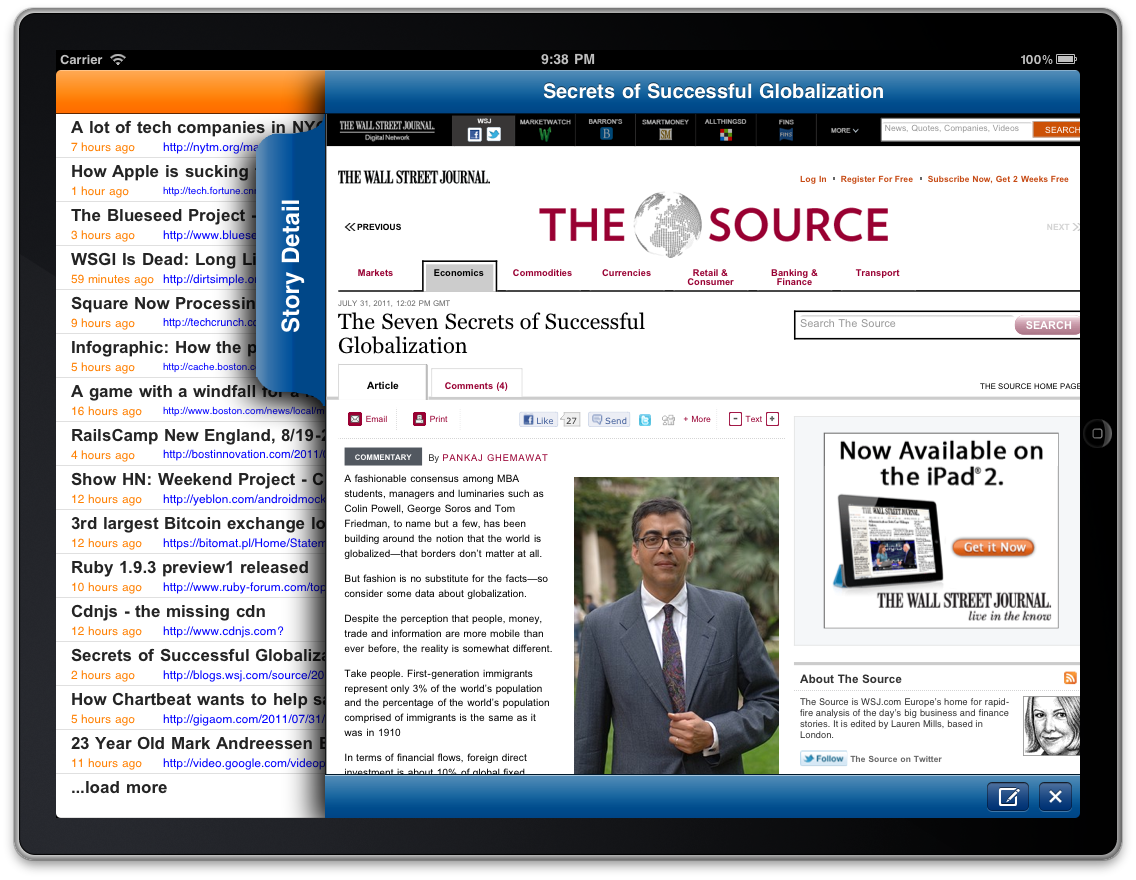 Carrier
9:38 PM
100%
A lot of tech companies in NYC
7 hours ago http://nytm.org/ma
How Apple is sucking
1 hour ago http://tech.fortune.cnn
The Blueseed Project -
3 hours ago http://www.bluese
WSGI Is Dead: Long Li
59 minutes ago http://dirtsimple.o
Square Now Processin
9 hours ago http://techcrunch.c
Infographic: How the p
5 hours ago http://cache.boston.c
A game with a windfall for a
16 hours ago http://www.boston.com/news/local/m
RailsCamp New England, 8/19-2
4 hours ago http://bostinnovation.com/2011/0
Show HN: Weekend Project - C
12 hours ago http://yeblon.com/androidmock
3rd largest Bitcoin exchange lo
12 hours ago https://bitomat.pl/Home/Statem
Ruby 1.9.3 preview1 released
10 hours ago http://www.ruby-forum.com/top
Cdnjs - the missing cdn
12 hours ago http://www.cdnjs.com?
Secrets of Successful Globaliza
2 hours ago http://blogs.wsj.com/source/20
How Chartbeat wants to help sa
5 hours ago http://gigaom.com/2011/07/31/
23 Year Old Mark Andreessen E
11 hours ago http://video.google.com/videop
...load more
Story Detail
Secrets of Successful Globalization
THE WALL STREET JOURNAL.
Digital Network
WSJ
MARKETWATCH
BARRON'S
SMARTMONEY
ALLTHINGSD
FINS
MORE
News, Quotes, Companies, Videos
SEARCH
f
W
B
SM
FINS
THE WALL STREET JOURNAL.
Log In • Register For Free • Subscribe Now, Get 2 Weeks Free
PREVIOUS
THE SOURCE
NEXT
Markets
Economics
Commodities
Currencies
Retail &
Consumer
Banking &
Finance
Transport
JULY 31, 2011, 12:02 PM GMT
The Seven Secrets of Successful
Globalization
Search The Source
SEARCH
Article
Comments (4)
THE SOURCE HOME PAGE
Email
Print
f Like 27
Send
+ More
- Text +
COMMENTARY By PANKAJ GHEMAWAT
A fashionable consensus among MBA
students, managers and luminaries such as
Colin Powell, George Soros and Tom
Friedman, to name but a few, has been
building around the notion that the world is
globalized—that borders don't matter at all.
But fashion is no substitute for the facts—so
consider some data about globalization.
Despite the perception that people, money,
trade and information are more mobile than
ever before, the reality is somewhat different.
Take people. First-generation immigrants
represent only 3% of the world's population
and the percentage of the world's population
comprised of immigrants is the same as it
was in 1910
In terms of financial flows, foreign direct
investment is about 10% of global fixed
Now Available on
the iPad® 2.
THE WALL STREET JOURNAL.
Get it Now
THE WALL STREET JOURNAL.
live in the know
About The Source
The Source is WSJ.com Europe's home for rapid-
fire analysis of the day's big business and finance
stories. It is edited by Lauren Mills, based in
London.
Follow The Source on Twitter